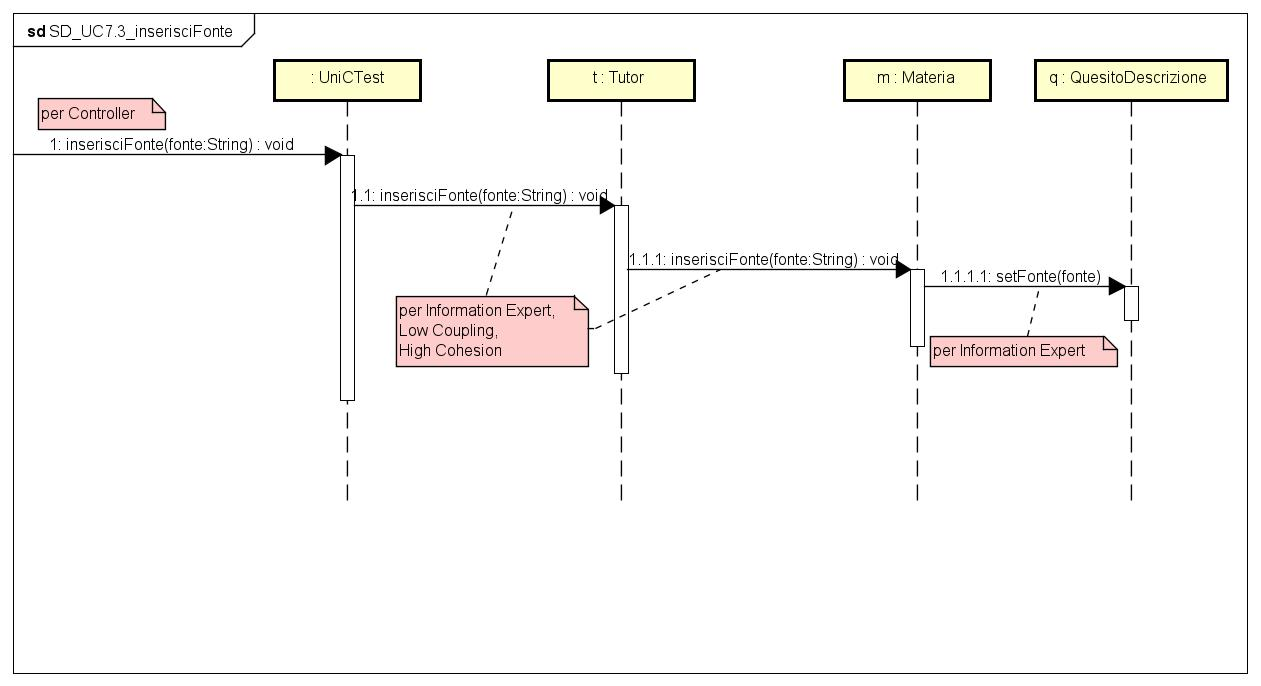 sd SD_UC7.3_inserisciFonte
: UniCTest
t : Tutor
m : Materia
q : QuesitoDescrizione
per Controller
1: inserisciFonte(fonte:String) : void
1.1: inserisciFonte(fonte:String) : void
1.1.1: inserisciFonte(fonte:String) : void
1.1.1.1: setFonte(fonte)
per Information Expert,
Low Coupling,
High Cohesion
per Information Expert